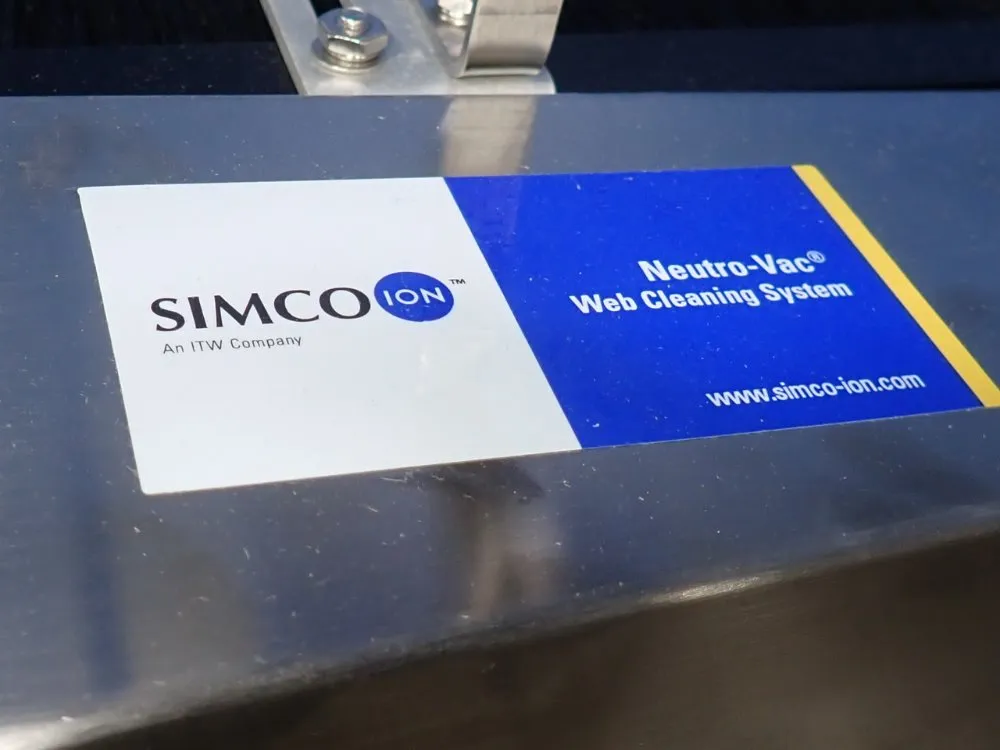 SIMCO ION™
An ITW Company
Neutro-Vac®
Web Cleaning System
www.simco-ion.com